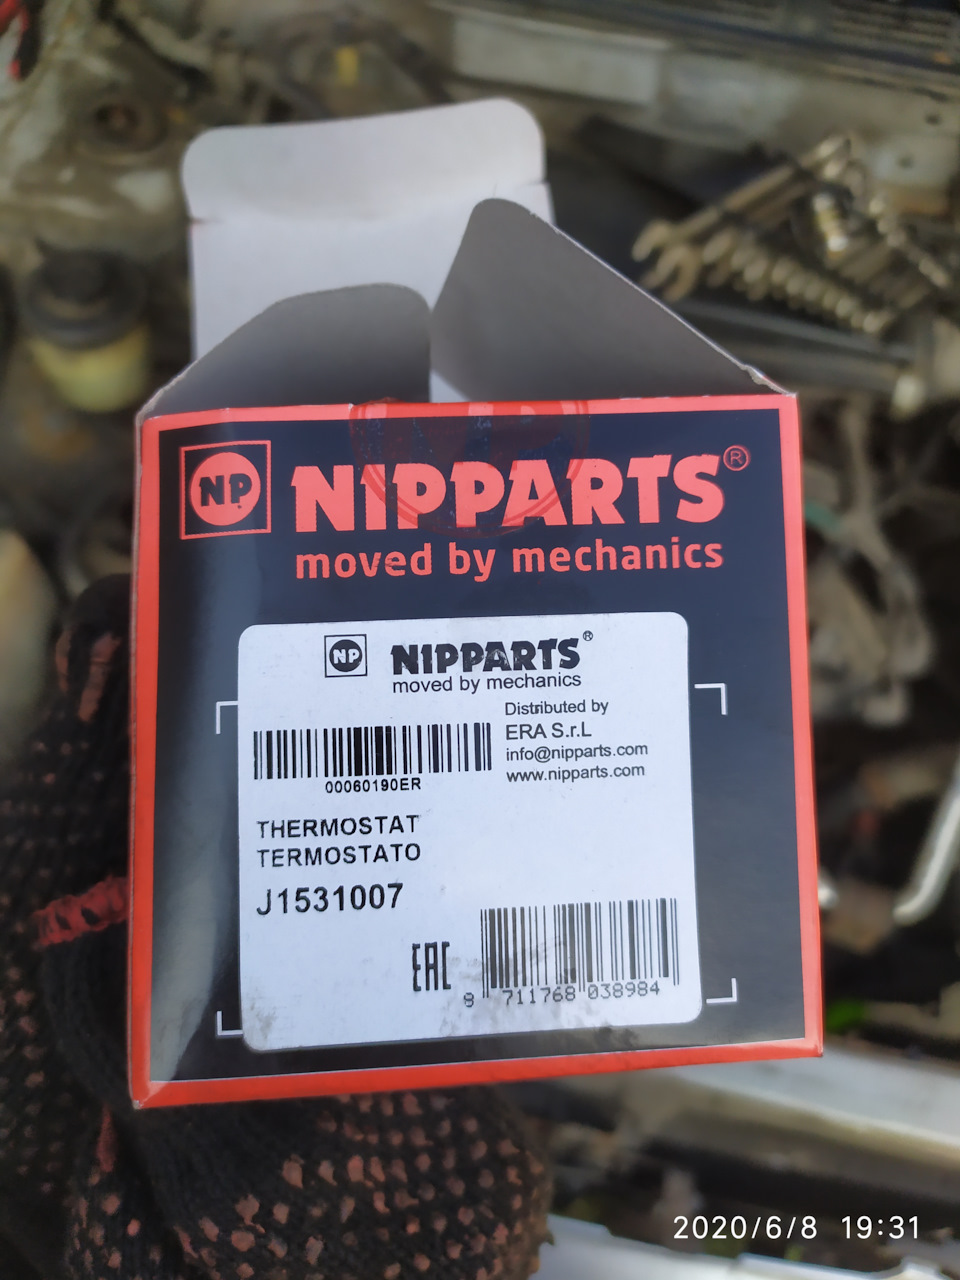 NP NIPPARTS®
moved by mechanics
NP NIPPARTS®
moved by mechanics
Distributed by
ERA S.r.L
info@nipparts.com
www.nipparts.com
00060190ER
THERMOSTAT
TERMOSTATO
J1531007
EAC
8 711768 038984
2020/6/8 19:31